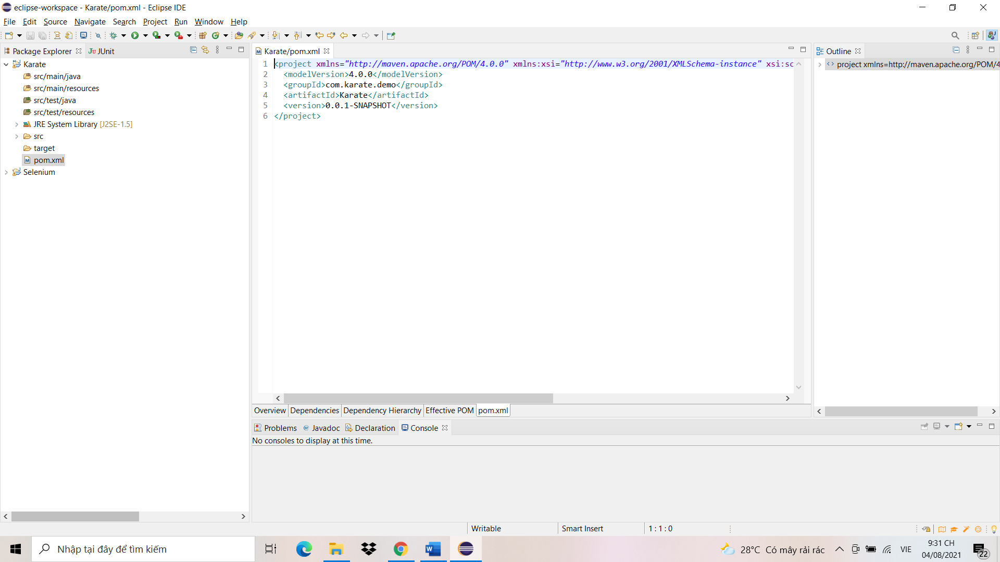 eclipse-workspace - Karate/pom.xml - Eclipse IDE
File Edit Source Navigate Search Project Run Window Help
Package Explorer
JUnit
Karate
src/main/java
src/main/resources
src/test/java
src/test/resources
JRE System Library [J2SE-1.5]
src
target
pom.xml
Selenium
Karate/pom.xml
1 <project xmlns="http://maven.apache.org/POM/4.0.0" xmlns:xsi="http://www.w3.org/2001/XMLSchema-instance" xsi:sc
2 <modelVersion>4.0.0</modelVersion>
3 <groupId>com.karate.demo</groupId>
4 <artifactId>Karate</artifactId>
5 <version>0.0.1-SNAPSHOT</version>
6 </project>
Overview Dependencies Dependency Hierarchy Effective POM pom.xml
Outline
project xmlns=http://maven.apache.org/POM/4
Problems @ Javadoc Declaration Console
No consoles to display at this time.
Writable Smart Insert 1 : 1 : 0
Nhập tại đây để tìm kiếm
28°C Có mây rải rác
VIE
9:31 CH
04/08/2021
22